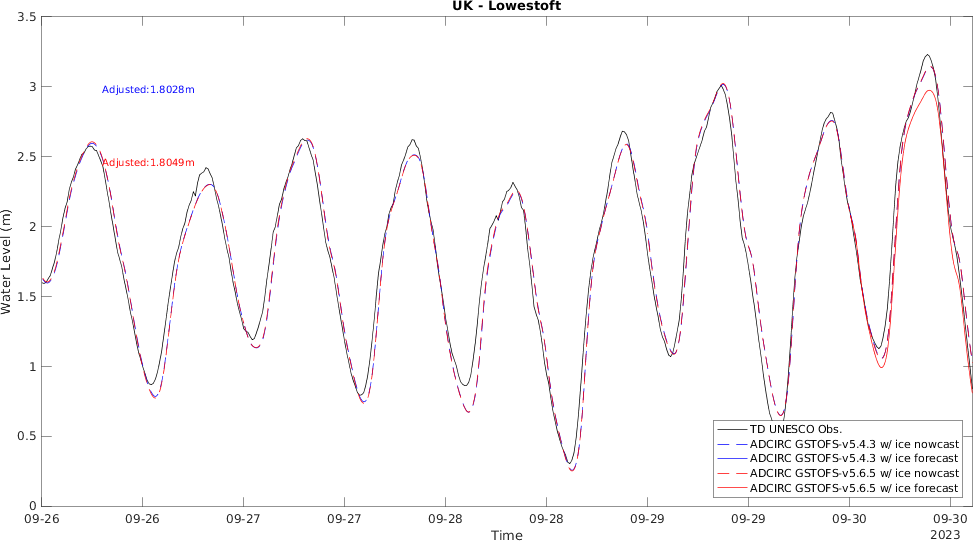 UK - Lowestoft
3.5
3
2.5
2
1.5
1
0.5
0
Water Level (m)
Adjusted:1.8028m
Adjusted:1.8049m
TD UNESCO Obs.
ADCIRC GSTOFS-v5.4.3 w/ ice nowcast
ADCIRC GSTOFS-v5.4.3 w/ ice forecast
ADCIRC GSTOFS-v5.6.5 w/ ice nowcast
ADCIRC GSTOFS-v5.6.5 w/ ice forecast
09-26 09-26 09-27 09-27 09-28 09-28 09-29 09-29 09-30 09-30
2023
Time